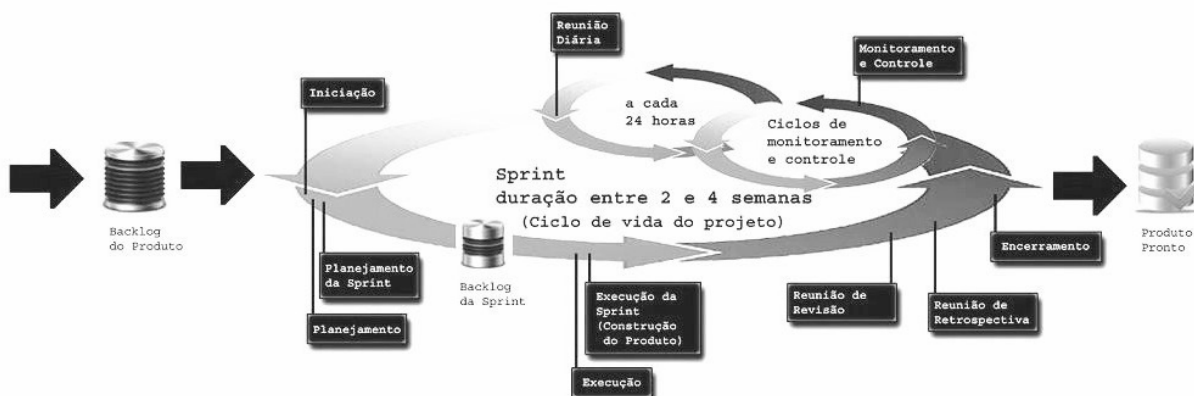 Reunião
Diária
Monitoramento
e Controle
Iniciação
a cada
24 horas
Ciclos de
monitoramento
e controle
Sprint
duração entre 2 e 4 semanas
(Ciclo de vida do projeto)
Backlog
do Produto
Planejamento
da Sprint
Planejamento
Backlog
da Sprint
Execução da
Sprint
(Construção
do Produto)
Execução
Reunião de
Revisão
Reunião de
Retrospectiva
Encerramento
Produto
Pronto